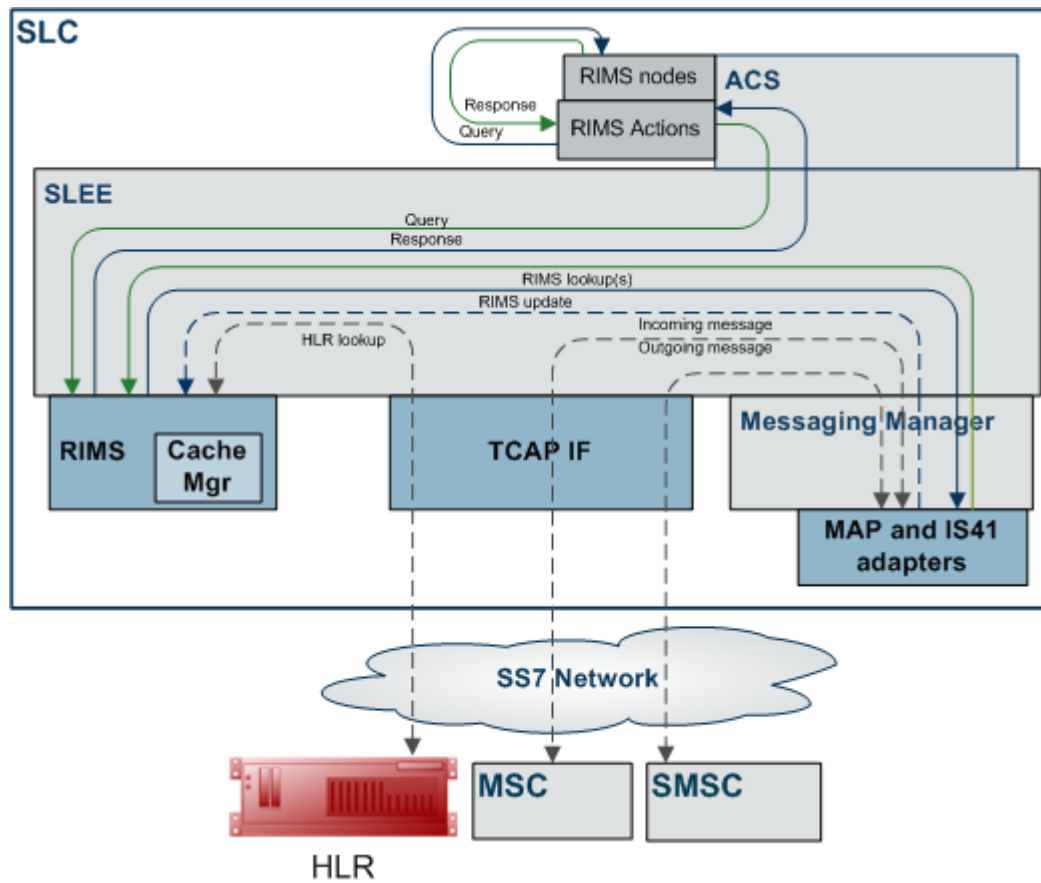 SLC
RIMS nodes
ACS
Response
RIMS Actions
Query
SLEE
Query
Response
RIMS lookup(s)
RIMS update
Incoming message
HLR lookup
Outgoing message
Messaging Manager
RIMS
Cache
Mgr
TCAP IF
MAP and IS41
adapters
SS7 Network
MSC
SMSC
HLR